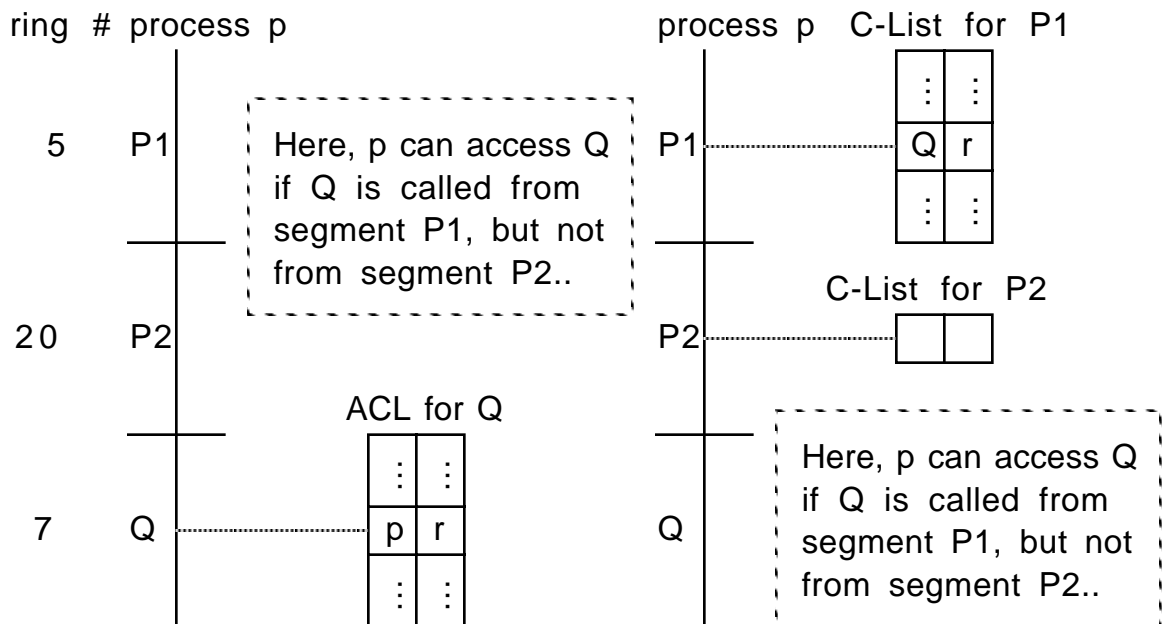 ring # process p
5 P1
Here, p can access Q
if Q is called from
segment P1, but not
from segment P2..
20 P2
ACL for Q
⋮ ⋮
7 Q p r
⋮ ⋮
process p C-List for P1
⋮ ⋮
P1 Q r
⋮ ⋮
C-List for P2
P2
Here, p can access Q
if Q is called from
segment P1, but not
from segment P2..
Q